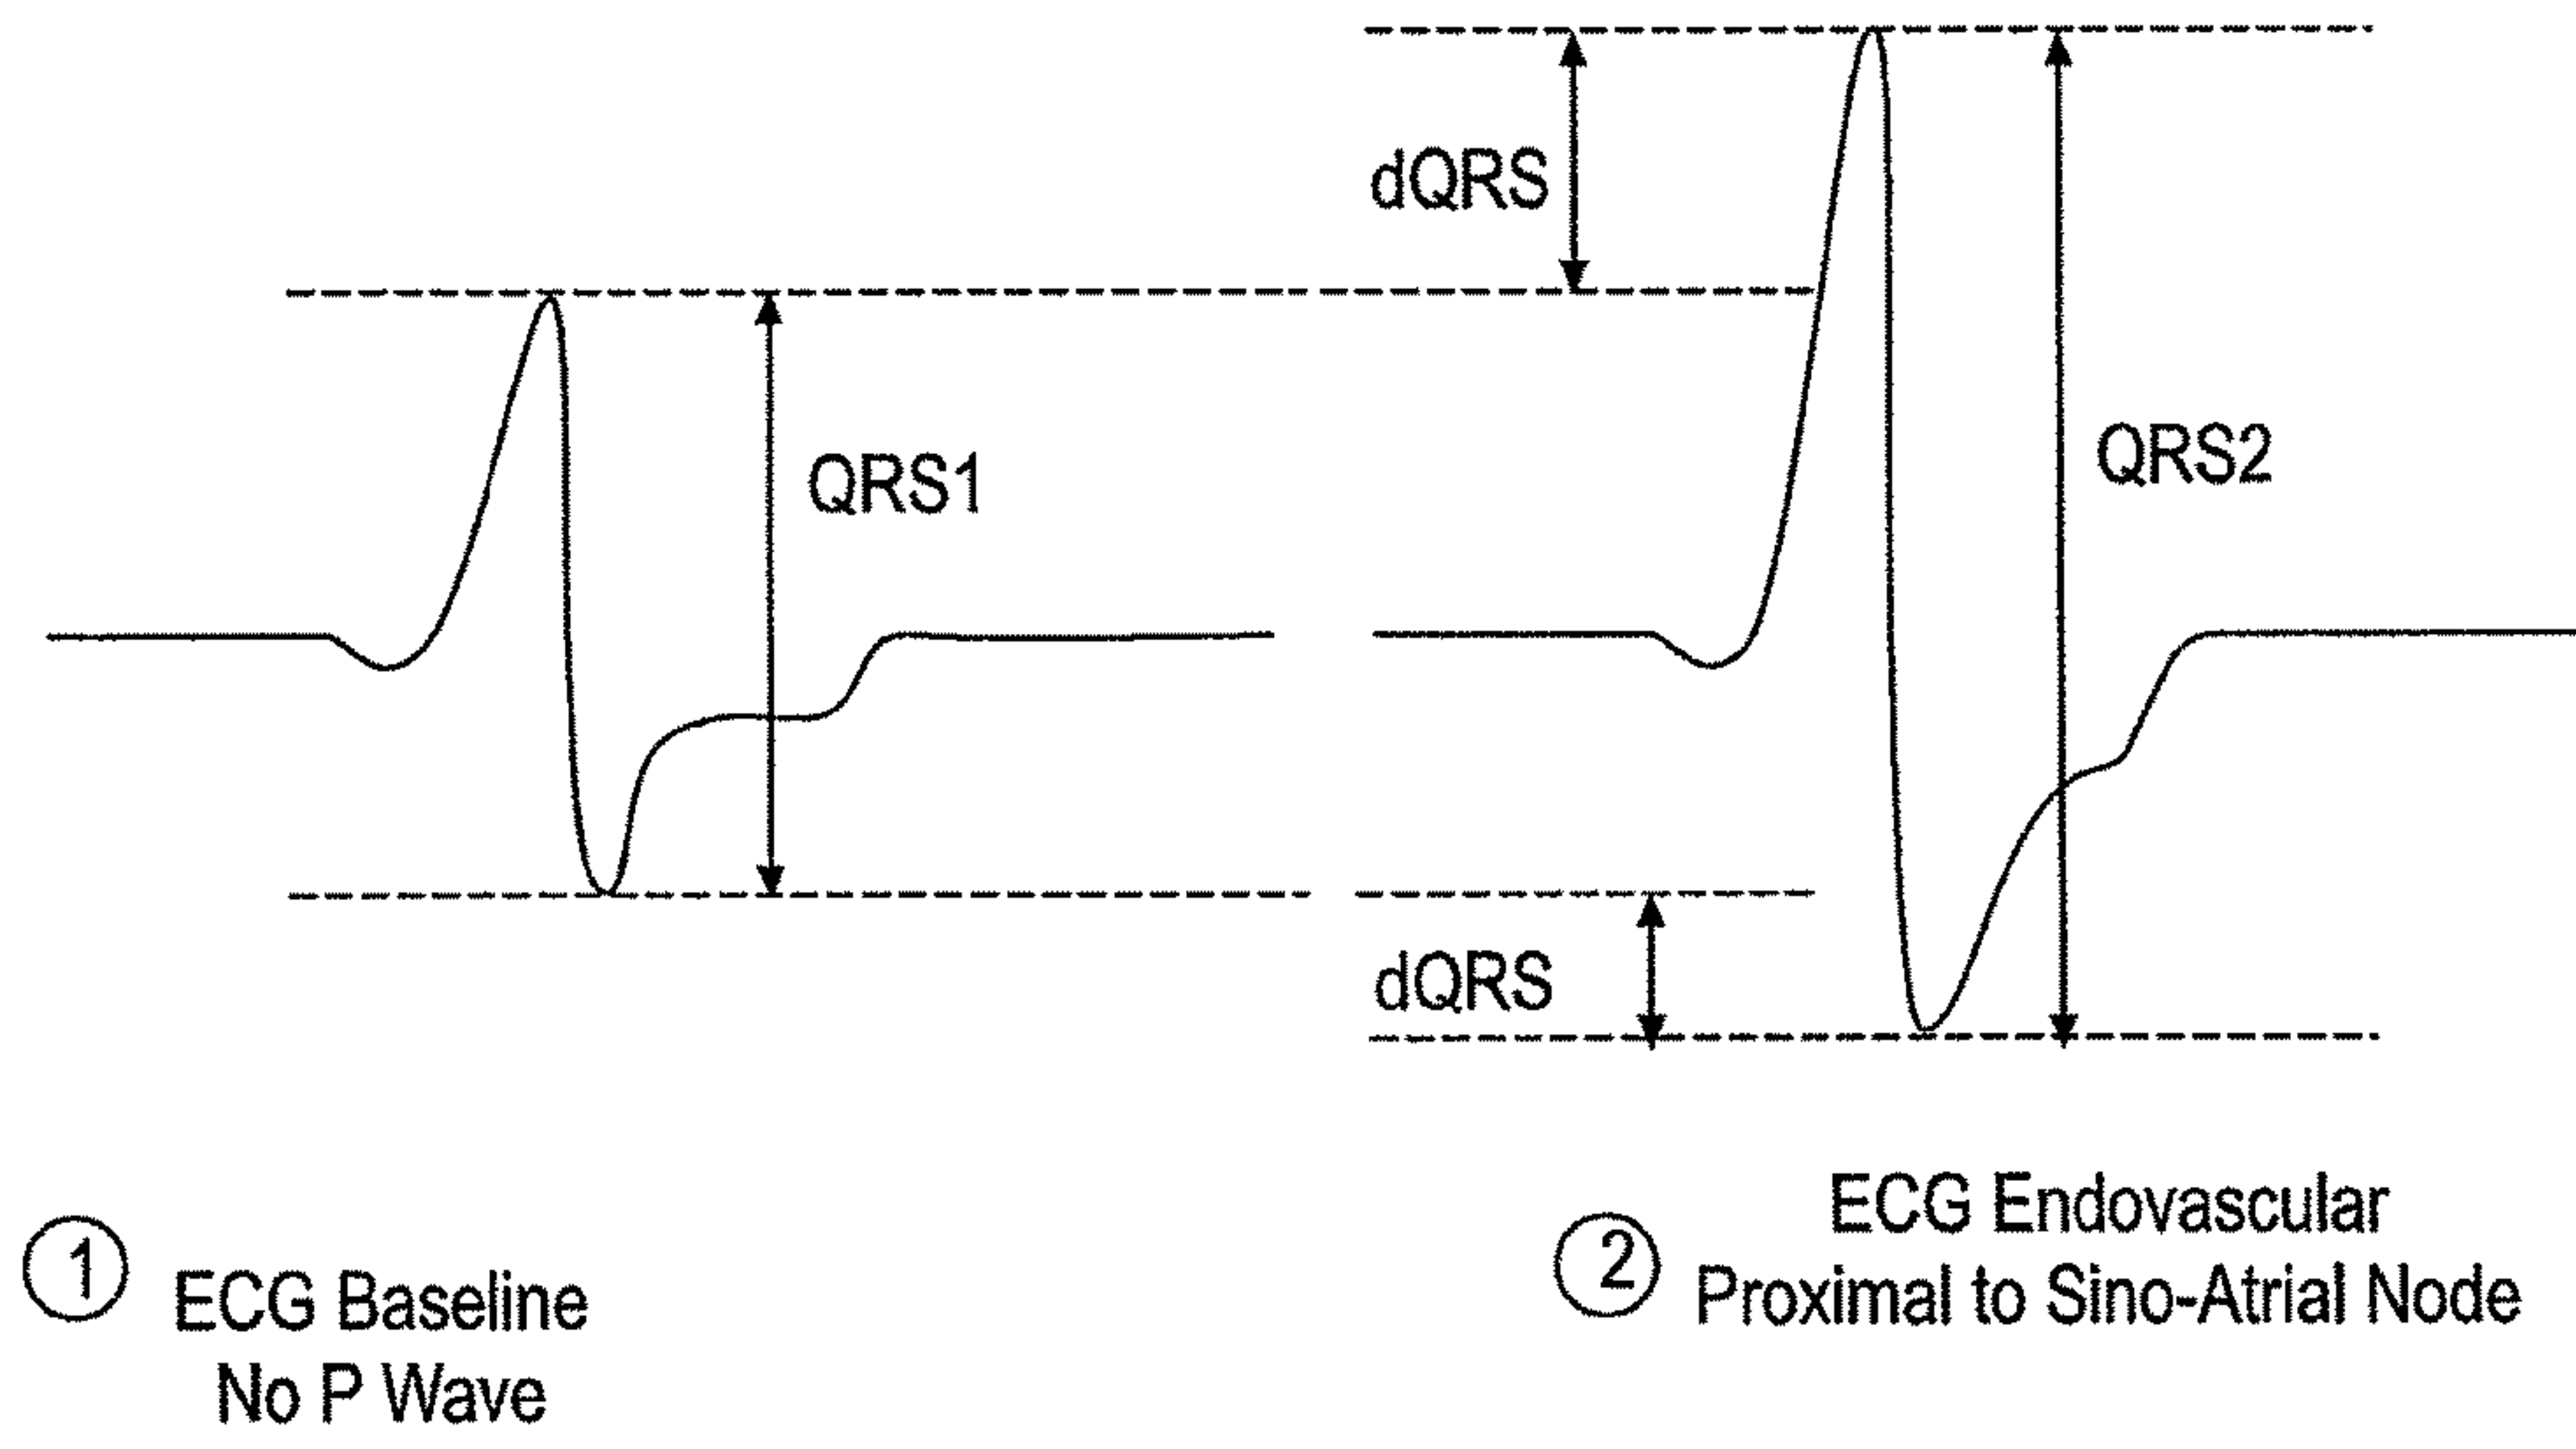 dQRS
QRS1
QRS2
dQRS
1
ECG Baseline
No P Wave
2
ECG Endovascular
Proximal to Sino-Atrial Node